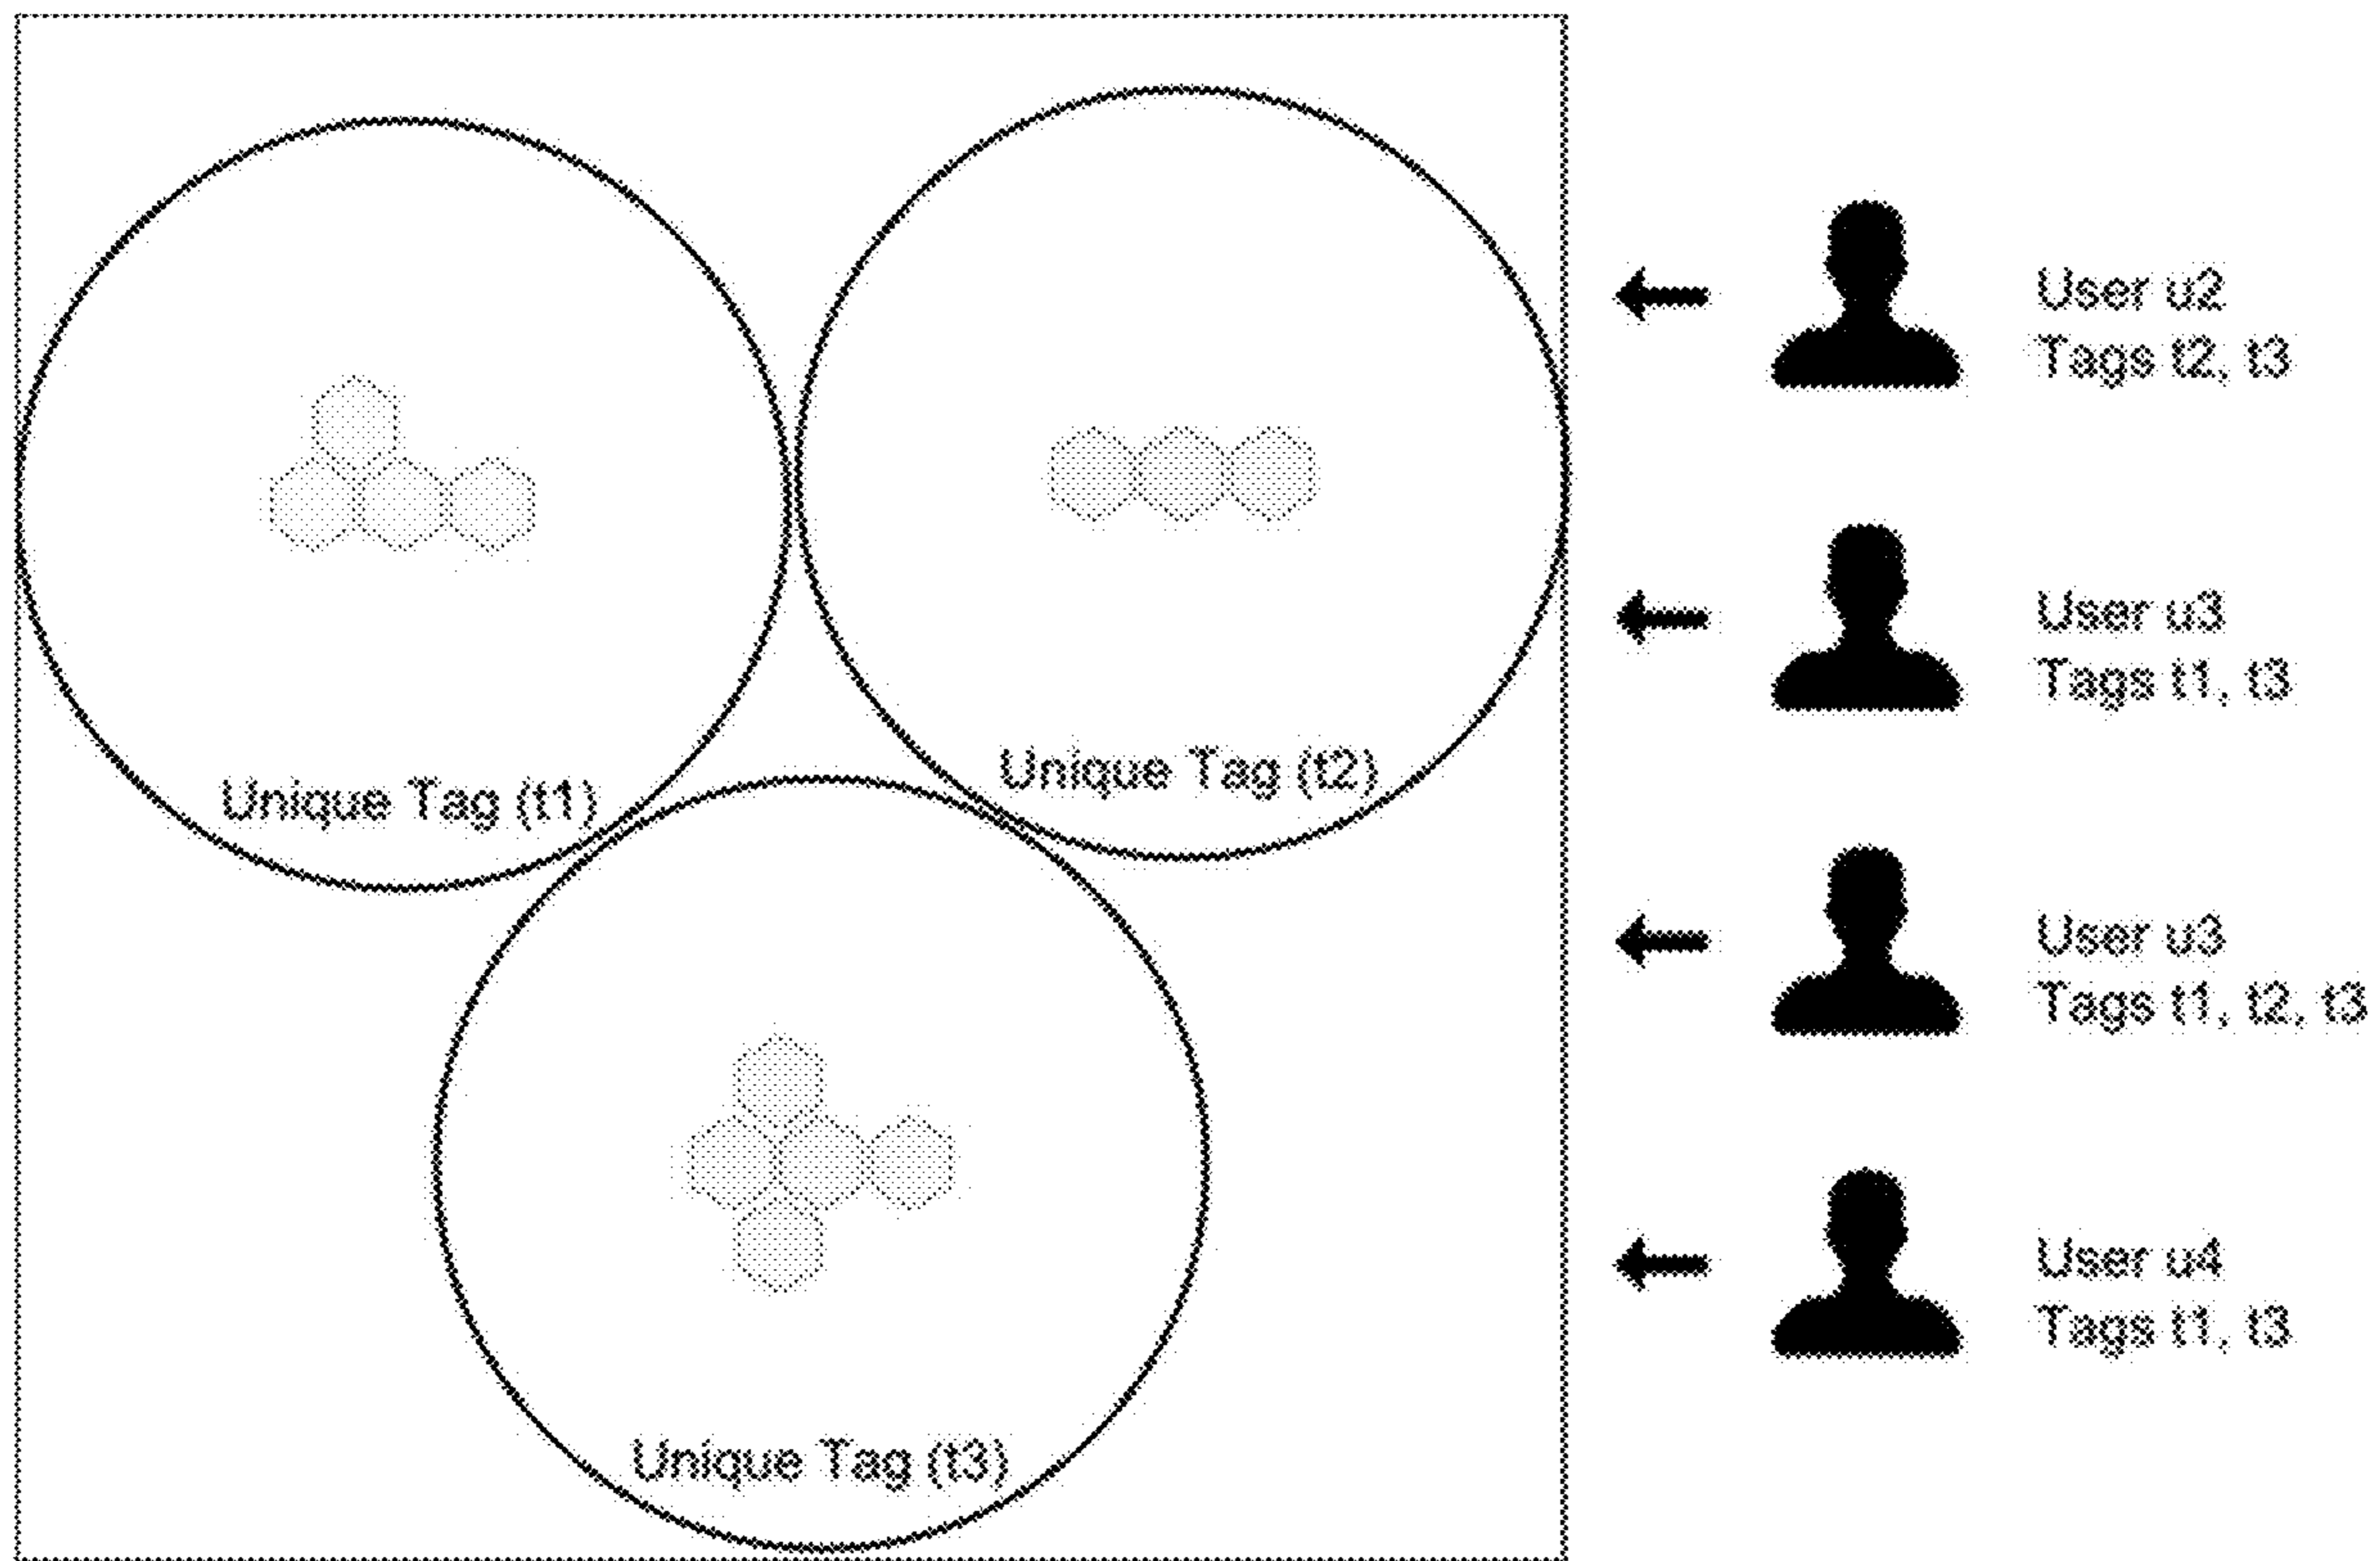 Unique Tag (t1)
Unique Tag (t2)
Unique Tag (t3)
User u2
Tags t2, t3
User u3
Tags t1, t3
User u3
Tags t1, t2, t3
User u4
Tags t1, t3